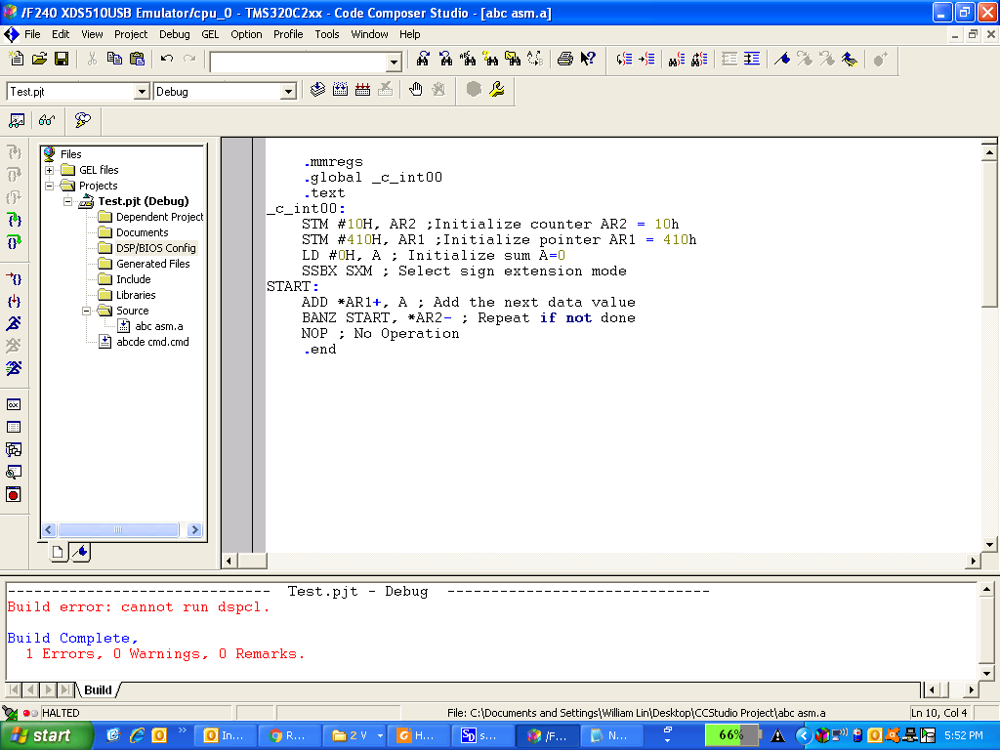 /F240 XDS510USB Emulator/cpu_0 - TMS320C2xx - Code Composer Studio - [abc asm.a]
File Edit View Project Debug GEL Option Profile Tools Window Help
Test.pjt Debug
Files
GEL files
Projects
Test.pjt (Debug)
Dependent Project
Documents
DSP/BIOS Config
Generated Files
Include
Libraries
Source
abc asm.a
abcde cmd.cmd
.mmregs
.global _c_int00
.text
_c_int00:
STM #10H, AR2 ;Initialize counter AR2 = 10h
STM #410H, AR1 ;Initialize pointer AR1 = 410h
LD #0H, A ; Initialize sum A=0
SSBX SXM ; Select sign extension mode
START:
ADD *AR1+, A ; Add the next data value
BANZ START, *AR2- ; Repeat if not done
NOP ; No Operation
.end
----------------------------- Test.pjt - Debug -----------------------------
Build error: cannot run dspcl.
Build Complete,
1 Errors, 0 Warnings, 0 Remarks.
Build
HALTED File: C:\Documents and Settings\William Lin\Desktop\CCStudio Project\abc asm.a Ln 10, Col 4
start In... R... 2 V H... s... /F... N... 66% 5:52 PM